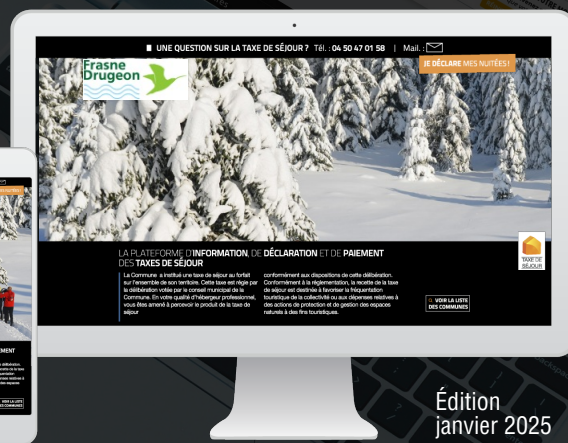 UNE QUESTION SUR LA TAXE DE SÉJOUR ? Tél. : 04 50 47 01 58 | Mail. :
JE DÉCLARE MES NUITÉES !
Frasne
Drugeon
LA PLATEFORME D'INFORMATION, DE DÉCLARATION ET DE PAIEMENT
DES TAXES DE SÉJOUR
La Commune a institué une taxe de séjour au forfait
sur l'ensemble de son territoire. Cette taxe est régie par
la délibération votée par le conseil municipal de la
Commune. En votre qualité d'hébergeur professionnel,
vous êtes amené à percevoir le produit de la taxe de
séjour
conformément aux dispositions de cette délibération.
Conformément à la réglementation, la recette de la taxe
de séjour est destinée à favoriser la fréquentation
touristique de la collectivité ou aux dépenses relatives à
des actions de protection et de gestion des espaces
naturels à des fins touristiques.
TAXE DE
SÉJOUR
VOIR LA LISTE
DES COMMUNES
Édition
janvier 2025